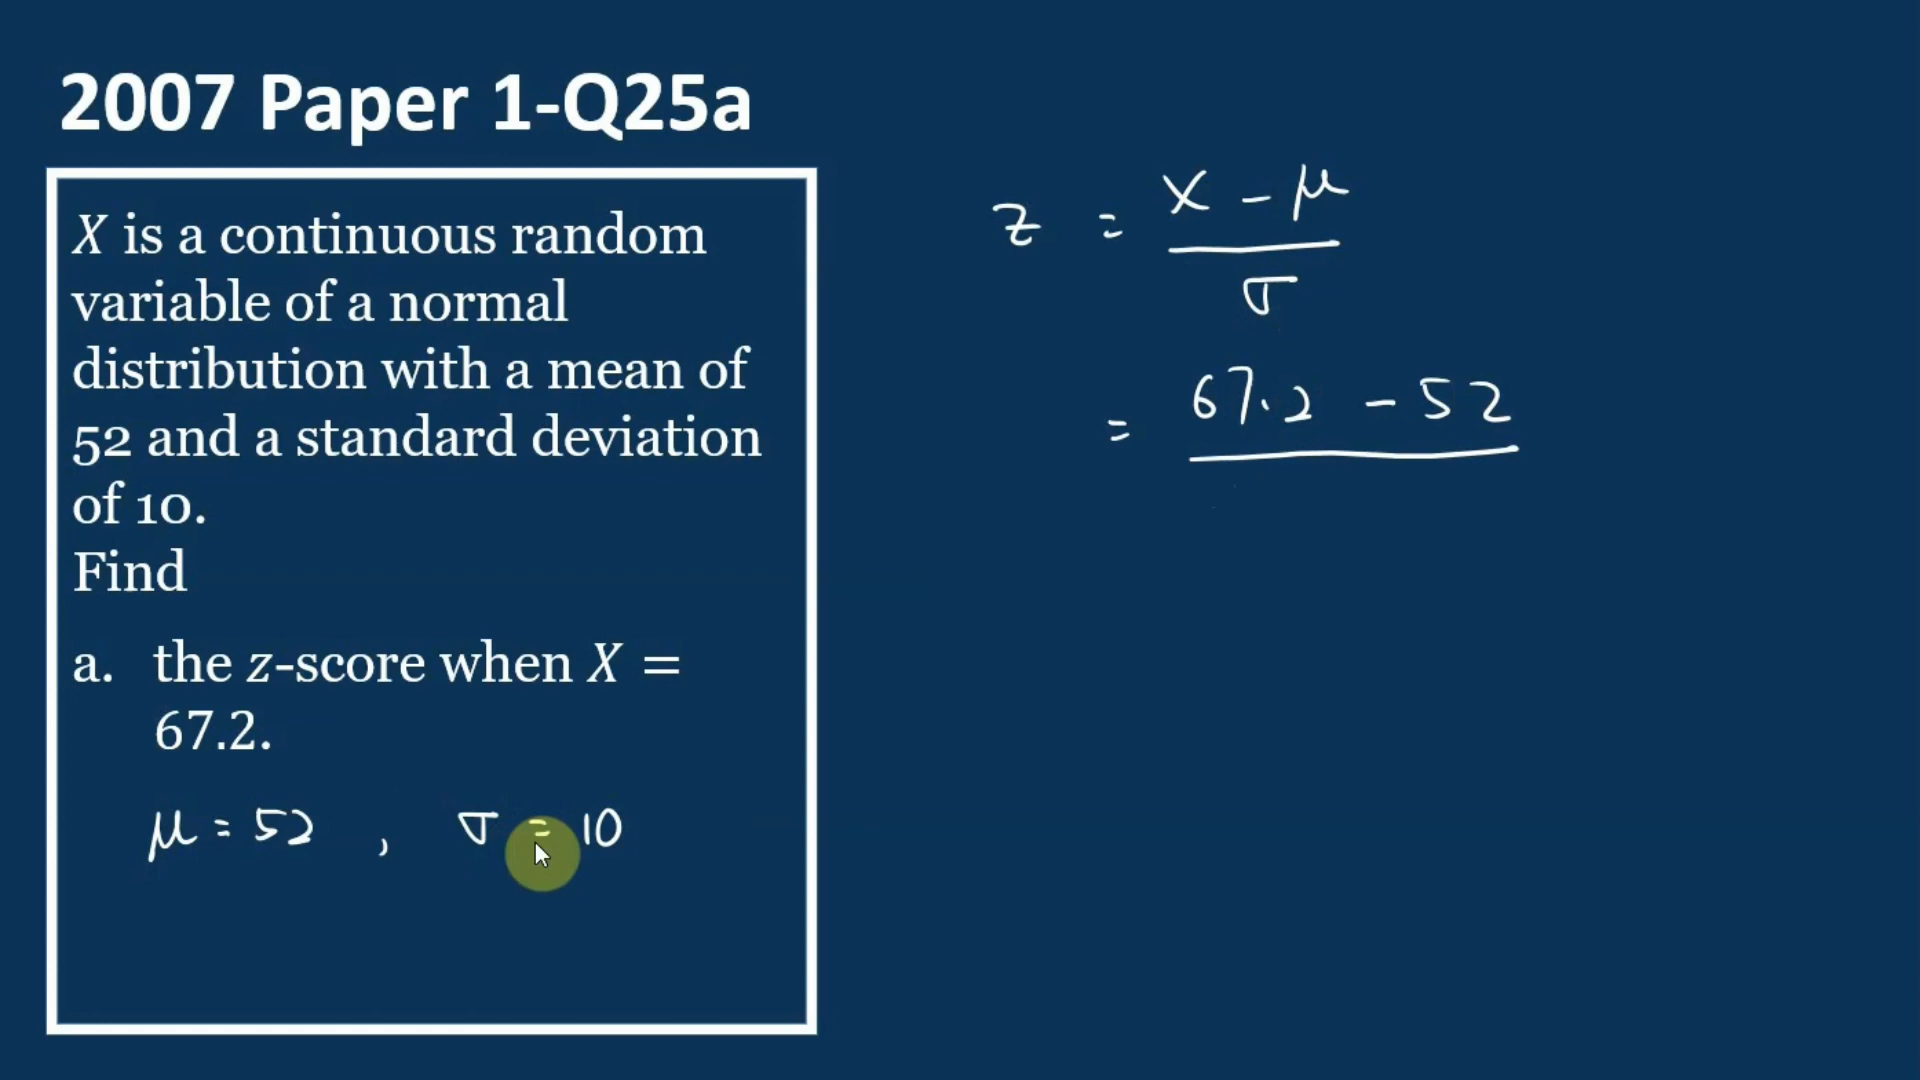 2007 Paper 1-Q25a
X is a continuous random
variable of a normal
distribution with a mean of
52 and a standard deviation
of 10.
Find
a. the z-score when X =
67.2.
μ = 52 , σ = 10
z = X - μ
σ
= 67.2 - 52